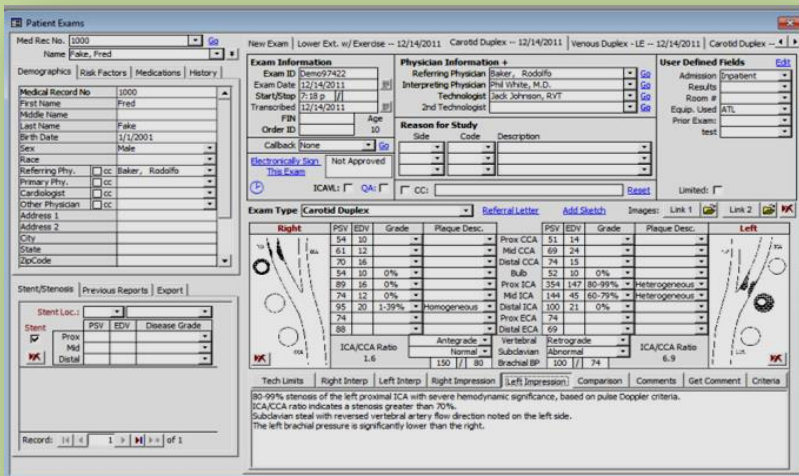 Patient Exams
Med Rec No. 1000 Go
Name Fake, Fred
Demographics Risk Factors Medications History
Medical Record No 1000
First Name Fred
Middle Name
Last Name Fake
Birth Date 1/1/2001
Sex Male
Race
Referring Phy. cc Baker, Rodolfo
Primary Phy. cc
Cardiologist cc
Other Physician cc
Address 1
Address 2
City
State
ZipCode
Stent/Stenosis Previous Reports Export
Stent Loc.:
Stent PSV EDV Disease Grade
Prox
Mid
Distal
Record: 1 of 1
New Exam Lower Ext. w/ Exercise -- 12/14/2011 Carotid Duplex -- 12/14/2011 Venous Duplex - LE -- 12/14/2011 Carotid Duplex --
Exam Information
Exam ID Demo97422
Exam Date 12/14/2011
Start/Stop 7:18 p /
Transcribed 12/14/2011
FIN Age
Order ID 10
Callback None Go
Electronically Sign This Exam Not Approved
ICAVL: QA: CC: Reset
Physician Information +
Referring Physician Baker, Rodolfo Go
Interpreting Physician Phil White, M.D. Go
Technologist Jack Johnson, RVT Go
2nd Technologist
Reason for Study
Side Code Description
User Defined Fields Edit
Admission Inpatient
Results
Room #
Equip. Used ATL
Prior Exam:
test
Limited:
Exam Type Carotid Duplex Referral Letter Add Sketch Images: Link 1 Link 2
Right PSV EDV Grade Plaque Desc. PSV EDV Grade Plaque Desc. Left
54 10 Prox CCA 51 14
61 12 Mid CCA 69 24
70 16 Distal CCA 74 15
54 10 0% Bulb 52 10 0%
89 16 0% Prox ICA 354 147 80-99% Heterogeneous
74 12 0% Mid ICA 144 45 60-79% Heterogeneous
95 20 1-39% Homogeneous Distal ICA 100 21 0%
74 Prox ECA 74
88 Distal ECA 69
ICA/CCA Ratio Antegrade Vertebral Retrograde ICA/CCA Ratio
1.6 Normal Subclavian Abnormal 6.9
150 / 80 Brachial BP 100 / 74
Tech Limits Right Interp Left Interp Right Impression Left Impression Comparison Comments Get Comment Criteria
80-99% stenosis of the left proximal ICA with severe hemodynamic significance, based on pulse Doppler criteria.
ICA/CCA ratio indicates a stenosis greater than 70%.
Subclavian steal with reversed vertebral artery flow direction noted on the left side.
The left brachial pressure is significantly lower than the right.